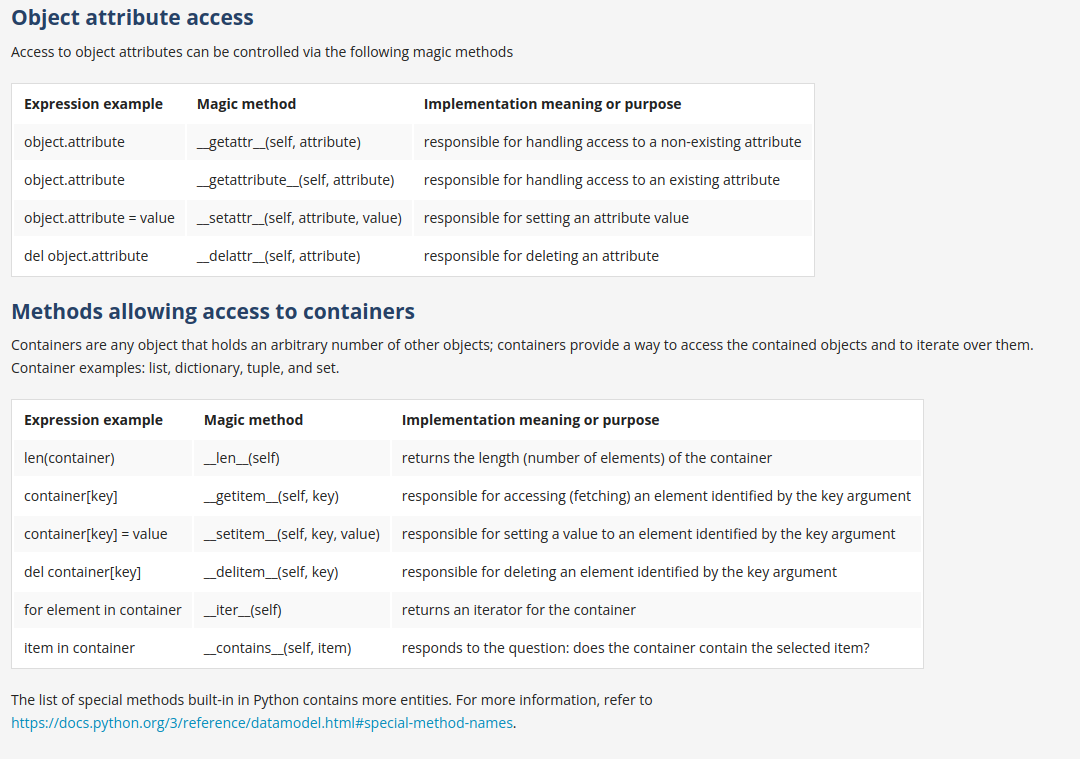 Object attribute access
Access to object attributes can be controlled via the following magic methods
Expression example Magic method Implementation meaning or purpose
object.attribute __getattr__(self, attribute) responsible for handling access to a non-existing attribute
object.attribute __getattribute__(self, attribute) responsible for handling access to an existing attribute
object.attribute = value __setattr__(self, attribute, value) responsible for setting an attribute value
del object.attribute __delattr__(self, attribute) responsible for deleting an attribute
Methods allowing access to containers
Containers are any object that holds an arbitrary number of other objects; containers provide a way to access the contained objects and to iterate over them.
Container examples: list, dictionary, tuple, and set.
Expression example Magic method Implementation meaning or purpose
len(container) __len__(self) returns the length (number of elements) of the container
container[key] __getitem__(self, key) responsible for accessing (fetching) an element identified by the key argument
container[key] = value __setitem__(self, key, value) responsible for setting a value to an element identified by the key argument
del container[key] __delitem__(self, key) responsible for deleting an element identified by the key argument
for element in container __iter__(self) returns an iterator for the container
item in container __contains__(self, item) responds to the question: does the container contain the selected item?
The list of special methods built-in in Python contains more entities. For more information, refer to
https://docs.python.org/3/reference/datamodel.html#special-method-names.